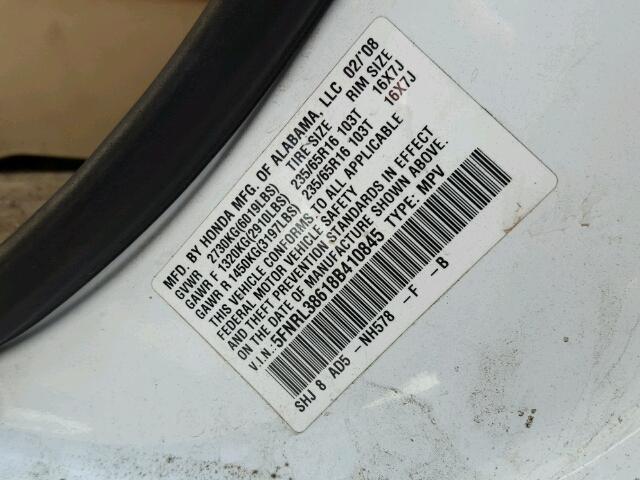 MFD. BY HONDA MFG. OF ALABAMA, LLC 02/'08
GVWR 2730KG(6019LBS) TIRE SIZE RIM SIZE
GAWR F 1320KG(2910LBS) 235/65R16 103T 16X7J
GAWR R 1450KG(3197LBS) 235/65R16 103T 16X7J
THIS VEHICLE CONFORMS TO ALL APPLICABLE
FEDERAL MOTOR VEHICLE SAFETY
AND THEFT PREVENTION STANDARDS IN EFFECT
ON THE DATE OF MANUFACTURE SHOWN ABOVE.
V.I.N.:5FNRL38618B410845 TYPE: MPV
SHJ 8 AD5 -NH578 -F -B